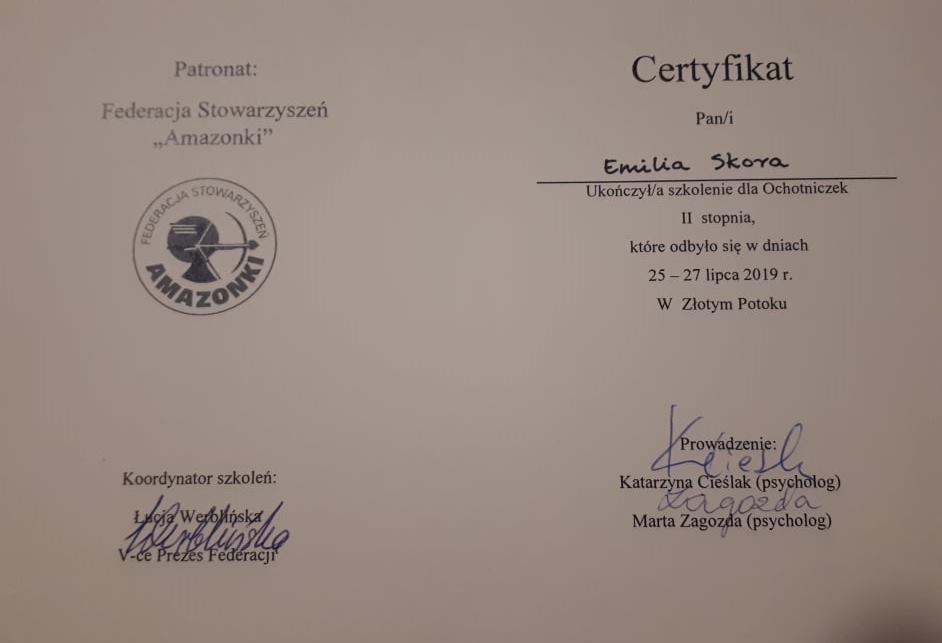 Patronat:
Federacja Stowarzyszeń
„Amazonki”
FEDERACJA STOWARZYSZEŃ
AMAZONKI
Koordynator szkoleń:
Łucja Werblińska
V-ce Prezes Federacji
Certyfikat
Pan/i
Emilia Skora
Ukończył/a szkolenie dla Ochotniczek
II stopnia,
które odbyło się w dniach
25 – 27 lipca 2019 r.
W Złotym Potoku
Prowadzenie:
Katarzyna Cieślak (psycholog)
Zagozda
Marta Zagozda (psycholog)